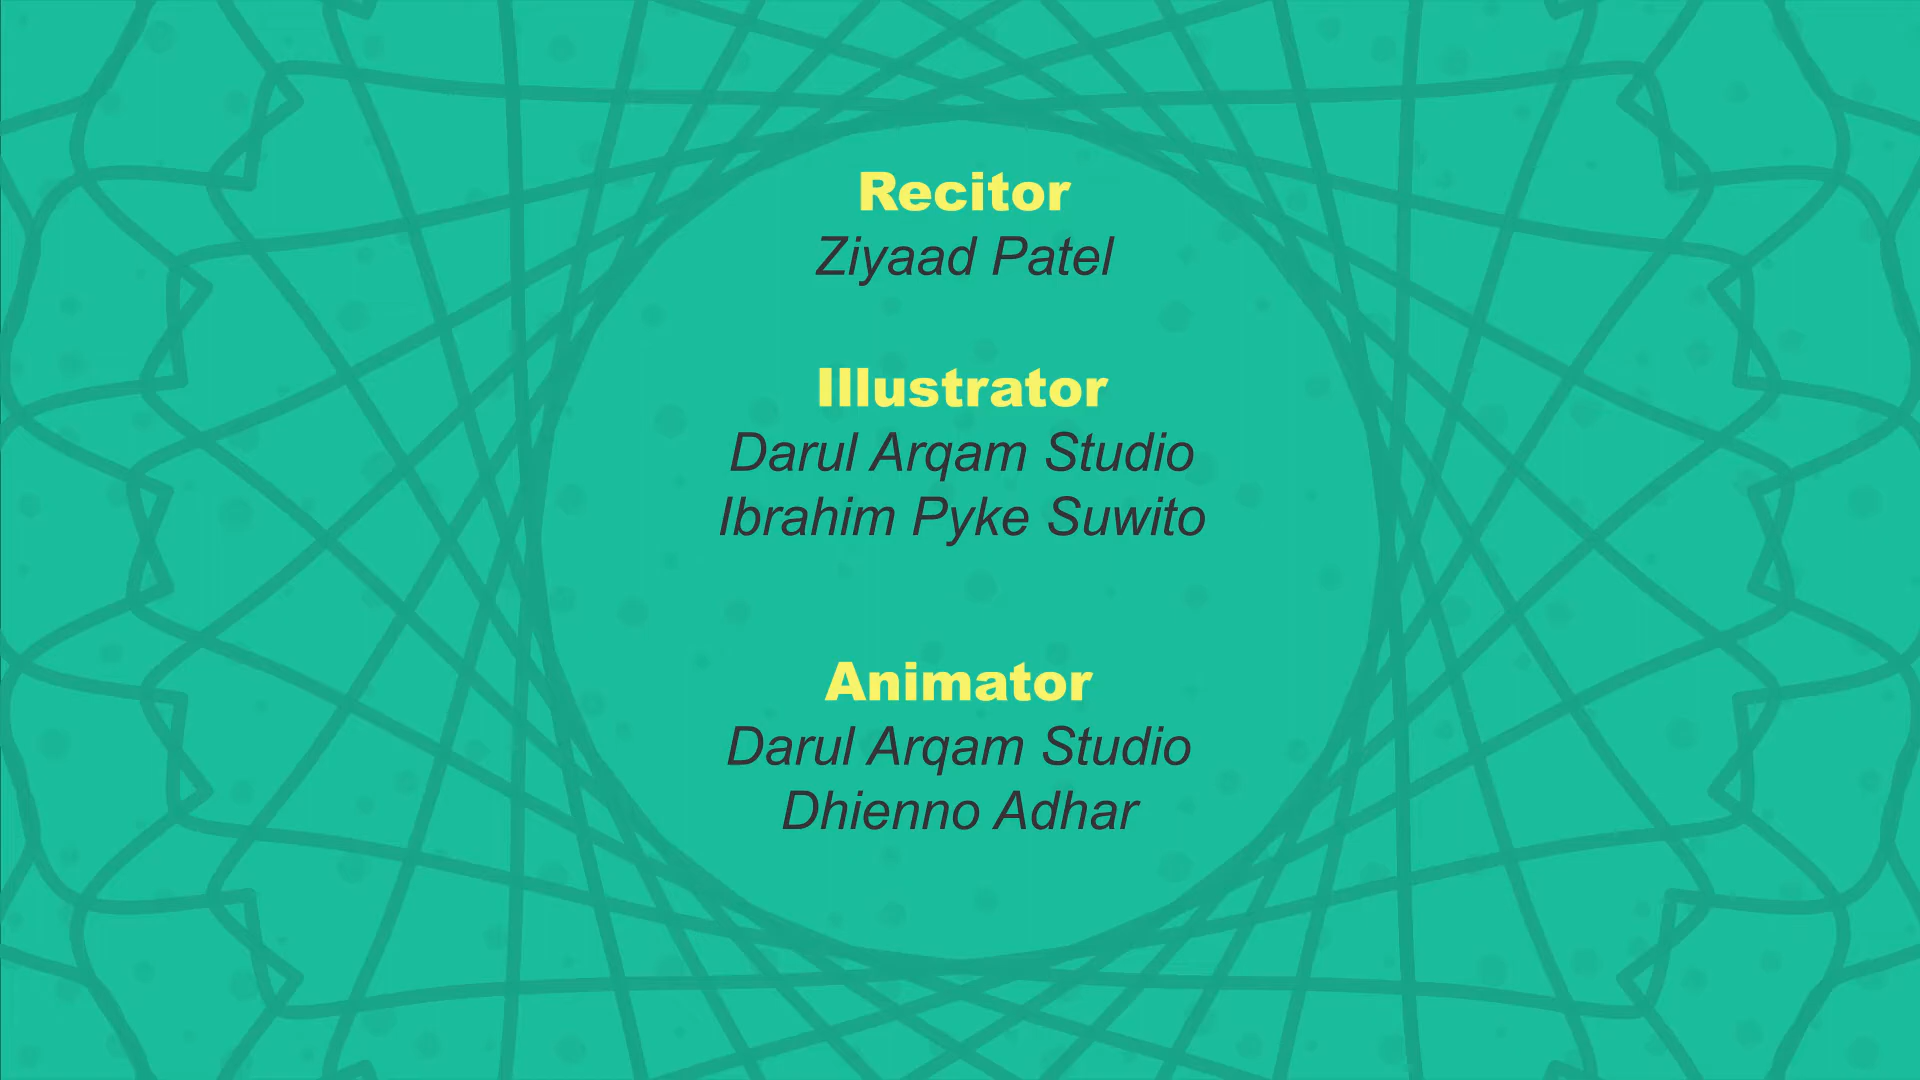 Recitor
Ziyaad Patel
Illustrator
Darul Arqam Studio
Ibrahim Pyke Suwito
Animator
Darul Arqam Studio
Dhienno Adhar